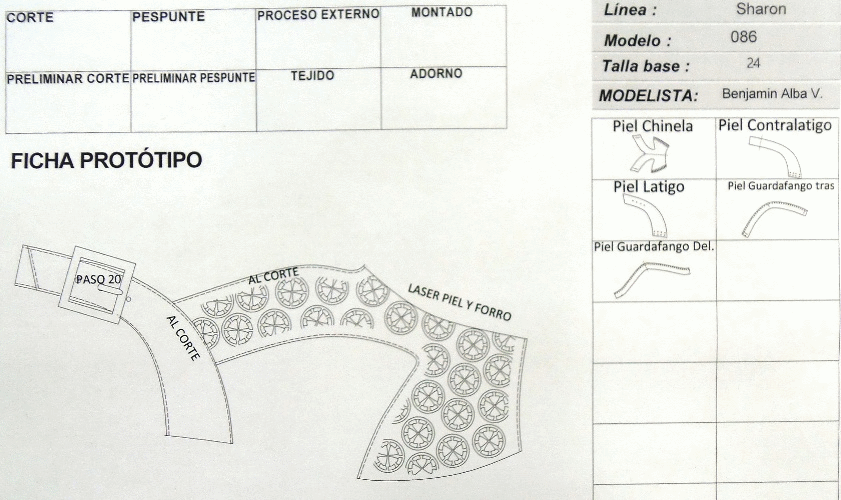 CORTE PESPUNTE PROCESO EXTERNO MONTADO
PRELIMINAR CORTE PRELIMINAR PESPUNTE TEJIDO ADORNO
FICHA PROTÓTIPO
PASO 20
AL CORTE
AL CORTE
LASER PIEL Y FORRO
Línea : Sharon
Modelo : 086
Talla base : 24
MODELISTA: Benjamin Alba V.
Piel Chinela Piel Contralatigo
Piel Latigo Piel Guardafango tras
Piel Guardafango Del.